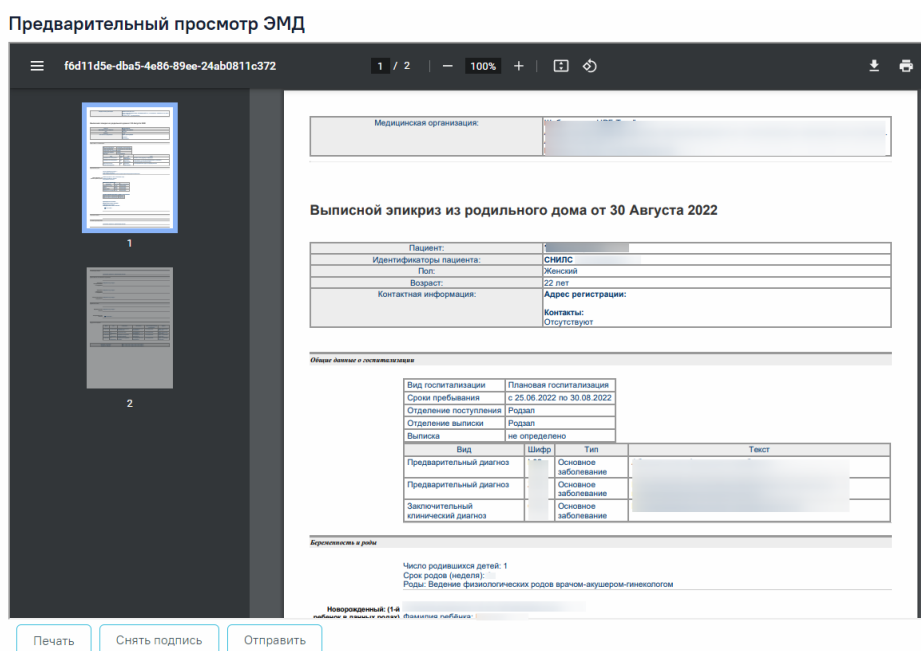 Предварительный просмотр ЭМД
f6d11d5e-dba5-4e86-89ee-24ab0811c372
1 / 2
100%
Медицинская организация:
Выписной эпикриз из родильного дома от 30 Августа 2022
Пациент:
Идентификаторы пациента: СНИЛС
Пол: Женский
Возраст: 22 лет
Контактная информация: Адрес регистрации:
Контакты:
Отсутствуют
Общие данные о госпитализации
Вид госпитализации Плановая госпитализация
Сроки пребывания с 25.06.2022 по 30.08.2022
Отделение поступления Родзал
Отделение выписки Родзал
Выписка не определено
Вид Шифр Тип Текст
Предварительный диагноз Основное
заболевание
Предварительный диагноз Основное
заболевание
Заключительный Основное
клинический диагноз заболевание
Беременность и роды
Число родившихся детей: 1
Срок родов (неделя):
Роды: Ведение физиологических родов врачом-акушером-гинекологом
Новорожденный: (1-й
ребенок в данных родах) Фамилия ребёнка:
1
2
Печать
Снять подпись
Отправить